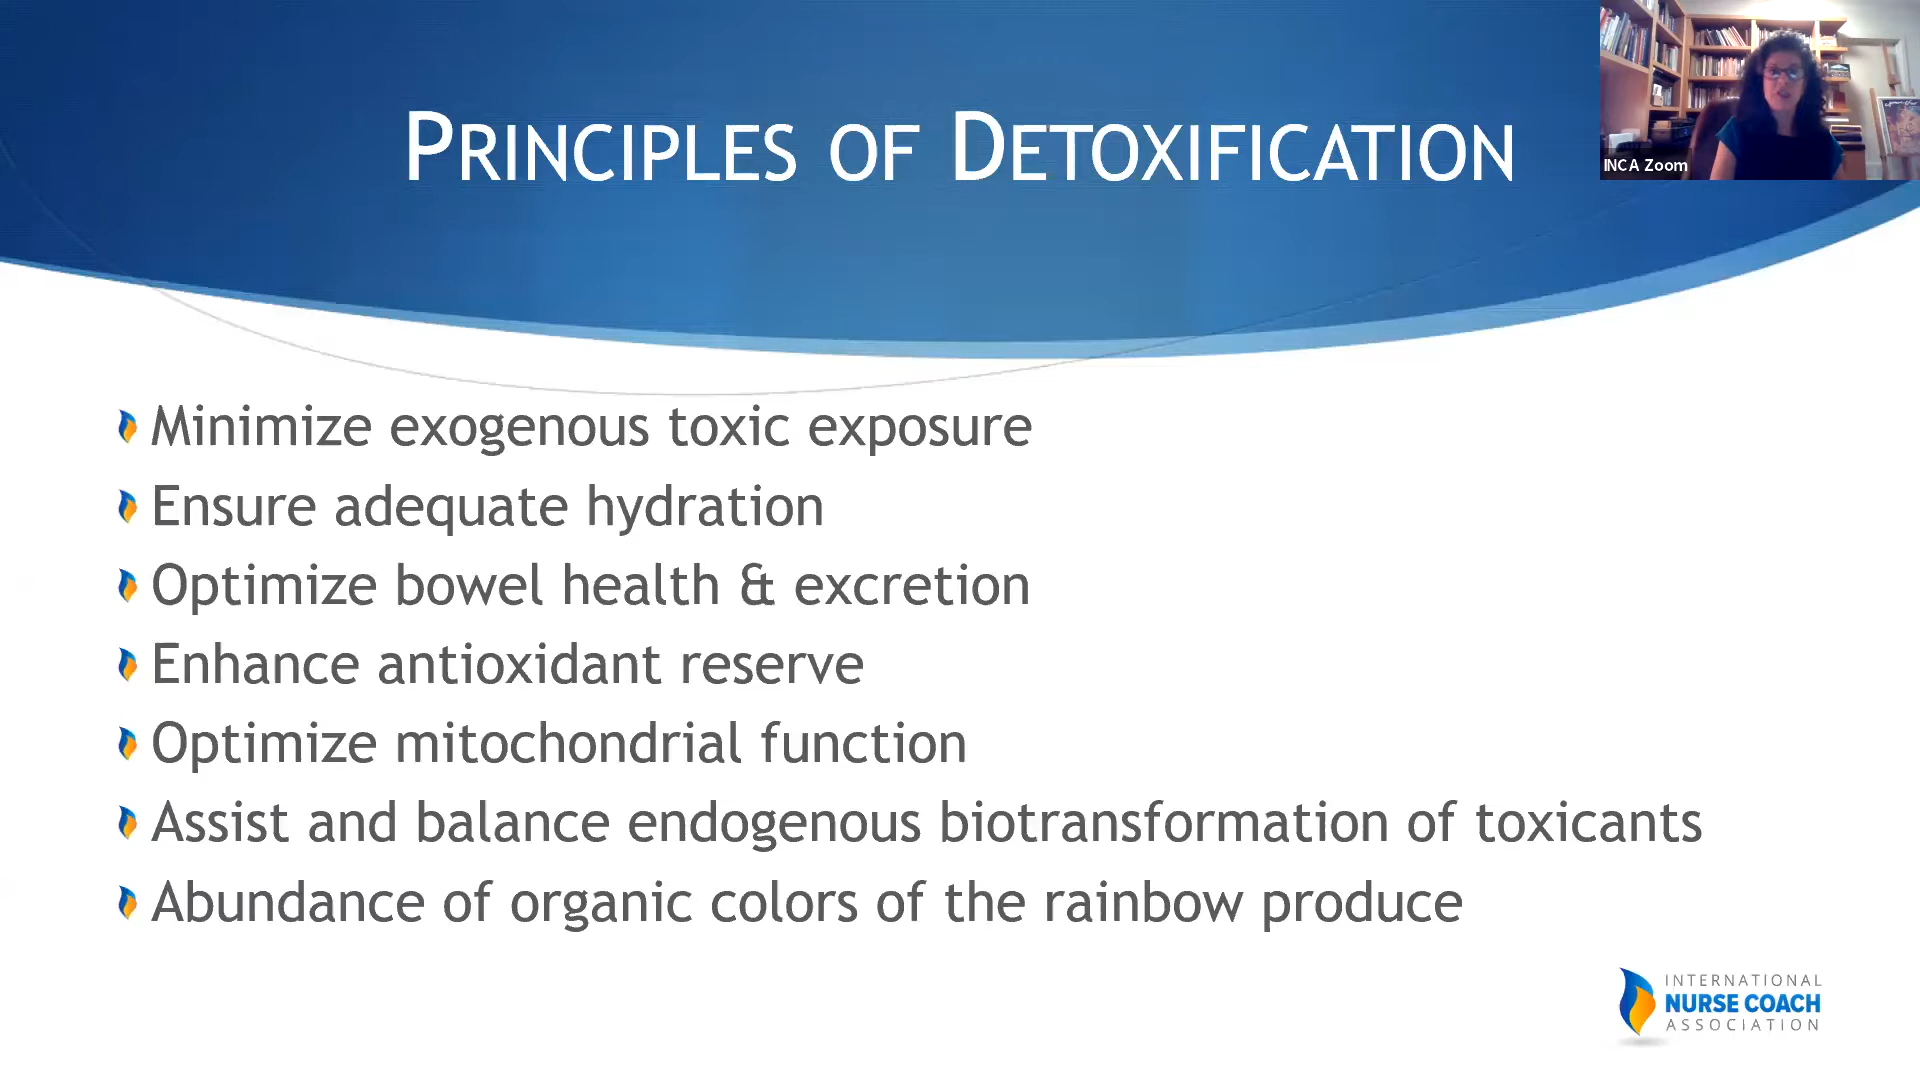 PRINCIPLES OF DETOXIFICATION
INCA Zoom
Minimize exogenous toxic exposure
Ensure adequate hydration
Optimize bowel health & excretion
Enhance antioxidant reserve
Optimize mitochondrial function
Assist and balance endogenous biotransformation of toxicants
Abundance of organic colors of the rainbow produce
INTERNATIONAL
NURSE COACH
ASSOCIATION